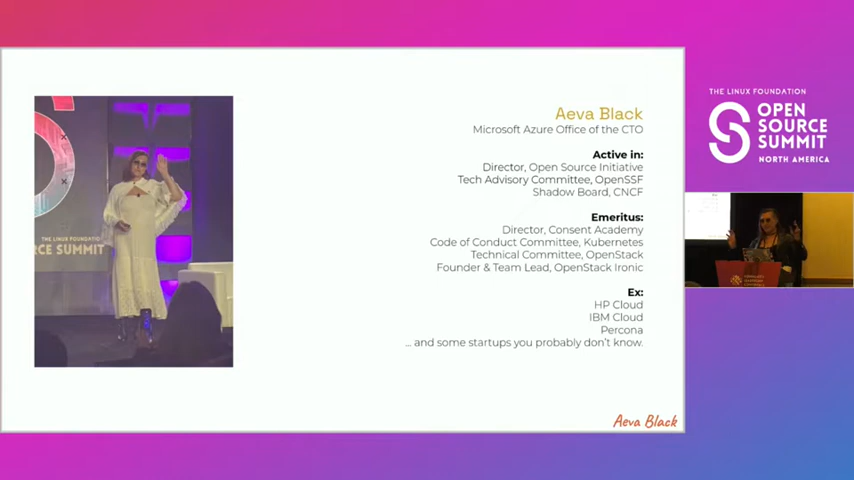 Aeva Black
Microsoft Azure Office of the CTO
Active in:
Director, Open Source Initiative
Tech Advisory Committee, OpenSSF
Shadow Board, CNCF
Emeritus:
Director, Consent Academy
Code of Conduct Committee, Kubernetes
Technical Committee, OpenStack
Founder & Team Lead, OpenStack Ironic
Ex:
HP Cloud
IBM Cloud
Percona
... and some startups you probably don't know.
Aeva Black
THE LINUX FOUNDATIO
RCE SUMMIT
THE LINUX FOUNDATION
OPEN
SOURCE
SUMMIT
NORTH AMERICA